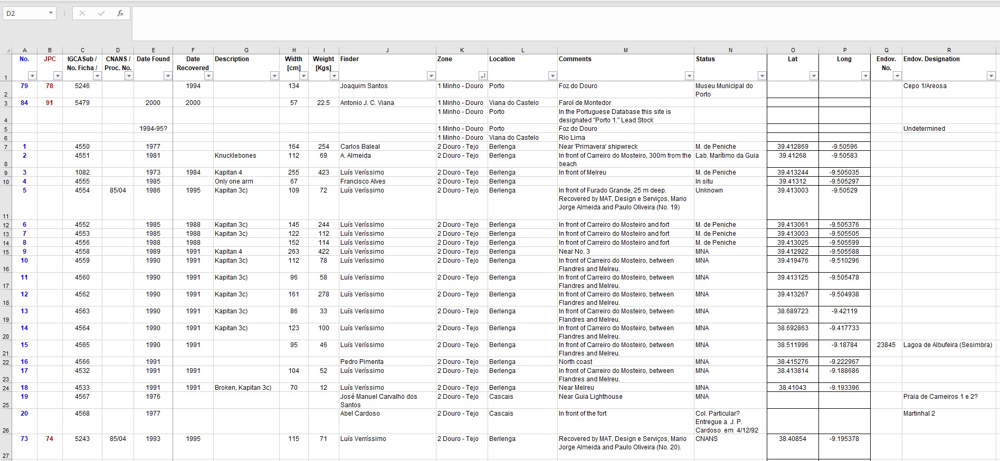 D2
fx
A B C D E F G H I J K L M N O P Q R
No. JPC IGCASub / CNANS / Date Found Date Description Width Weight Finder Zone Location Comments Status Lat Long Endov. Endov. Designation
No. Ficha / Proc. No. Recovered [cm] [Kgs] No.
1
79 78 5246 1994 134 Joaquim Santos 1 Minho - Douro Porto Foz do Douro Museu Municipal do Cepo 1/Areosa
2 Porto
3 84 91 5479 2000 2000 57 22.5 Antonio J. C. Viana 1 Minho - Douro Viana do Castelo Farol de Montedor
1 Minho - Douro Porto In the Portuguese Database this site is
4 designated "Porto 1." Lead Stock
5 1994-95? 1 Minho - Douro Porto Foz do Douro Undetermined
6 1 Minho - Douro Viana do Castelo Rio Lima
7 1 4550 1977 164 254 Carlos Baleal 2 Douro - Tejo Berlenga Near 'Primavera' shipwreck M. de Peniche 39.412869 -9.50596
2 4551 1981 Knucklebones 112 69 A. Almeida 2 Douro - Tejo Berlenga In front of Carreiro do Mosteiro, 300m from the Lab. Marítimo da Guia 39.41268 -9.50583
8 beach
9 3 1082 1973 1984 Kapitan 4 255 423 Luís Veríssimo 2 Douro - Tejo Berlenga In front of Melreu M. de Peniche 39.413244 -9.505035
10 4 4555 1985 Only one arm 67 Francisco Alves 2 Douro - Tejo Berlenga In situ 39.41312 -9.505297
5 4554 85/04 1986 1995 Kapitan 3c) 109 72 Luís Veríssimo 2 Douro - Tejo Berlenga In front of Furado Grande, 25 m deep. Unknown 39.413003 -9.50529
Recovered by MAT, Design e Serviços, Mario
Jorge Almeida and Paulo Oliveira (No. 19)
11
12 6 4552 1985 1988 Kapitan 3c) 145 244 Luís Veríssimo 2 Douro - Tejo Berlenga In front of Carreiro do Mosteiro and fort M. de Peniche 39.413061 -9.505376
13 7 4553 1985 1988 Kapitan 3c) 122 112 Luís Veríssimo 2 Douro - Tejo Berlenga In front of Carreiro do Mosteiro and fort M. de Peniche 39.413003 -9.505505
14 8 4556 1988 1988 152 114 Luís Veríssimo 2 Douro - Tejo Berlenga In front of Carreiro do Mosteiro and fort M. de Peniche 39.413025 -9.505599
15 9 4558 1989 1991 Kapitan 4 263 422 Luís Veríssimo 2 Douro - Tejo Berlenga Near No. 3 MNA 39.412922 -9.505588
10 4559 1990 1991 Kapitan 3c) 112 78 Luís Veríssimo 2 Douro - Tejo Berlenga In front of Carreiro do Mosteiro, between MNA 39.419476 -9.510296
16 Flandres and Melreu.
11 4560 1990 1991 Kapitan 3c) 96 58 Luís Veríssimo 2 Douro - Tejo Berlenga In front of Carreiro do Mosteiro, between MNA 39.413125 -9.505478
17 Flandres and Melreu.
12 4562 1990 1991 Kapitan 3c) 161 278 Luís Veríssimo 2 Douro - Tejo Berlenga In front of Carreiro do Mosteiro, between MNA 39.413267 -9.504938
18 Flandres and Melreu.
13 4563 1990 1991 Kapitan 3c) 86 33 Luís Veríssimo 2 Douro - Tejo Berlenga In front of Carreiro do Mosteiro, between MNA 38.689723 -9.42119
19 Flandres and Melreu.
14 4564 1990 1991 Kapitan 3c) 123 100 Luís Veríssimo 2 Douro - Tejo Berlenga In front of Carreiro do Mosteiro, between MNA 38.692863 -9.417733
20 Flandres and Melreu.
15 4565 1990 1991 95 46 Luís Veríssimo 2 Douro - Tejo Berlenga In front of Carreiro do Mosteiro, between MNA 38.511996 -9.18784 23845 Lagoa de Albufeira (Sesimbra)
21 Flandres and Melreu.
22 16 4566 1991 Pedro Pimenta 2 Douro - Tejo Berlenga North coast MNA 38.415276 -9.222967
17 4532 1991 1991 104 52 Luís Veríssimo 2 Douro - Tejo Berlenga In front of Carreiro do Mosteiro, between MNA 38.413814 -9.188686
23 Flandres and Melreu.
24 18 4533 1991 1991 Broken, Kapitan 3c) 70 12 Luís Veríssimo 2 Douro - Tejo Berlenga Near Melreu MNA 38.41043 -9.193396
19 4567 1976 José Manuel Carvalho dos 2 Douro - Tejo Cascais Near Guia Lighthouse MNA Praia de Carneiros 1 e 2?
25 Santos
20 4568 1977 Abel Cardoso 2 Douro - Tejo Cascais In front of the fort Col. Particular? Martinhal 2
Entregue a J. P.
26 Cardoso em 4/12/92
73 74 5243 85/04 1993 1995 115 71 Luís Verríssimo 2 Douro - Tejo Berlenga Recovered by MAT, Design e Serviços, Mario CNANS 38.40854 -9.195378
Jorge Almeida and Paulo Oliveira (No. 20).
27